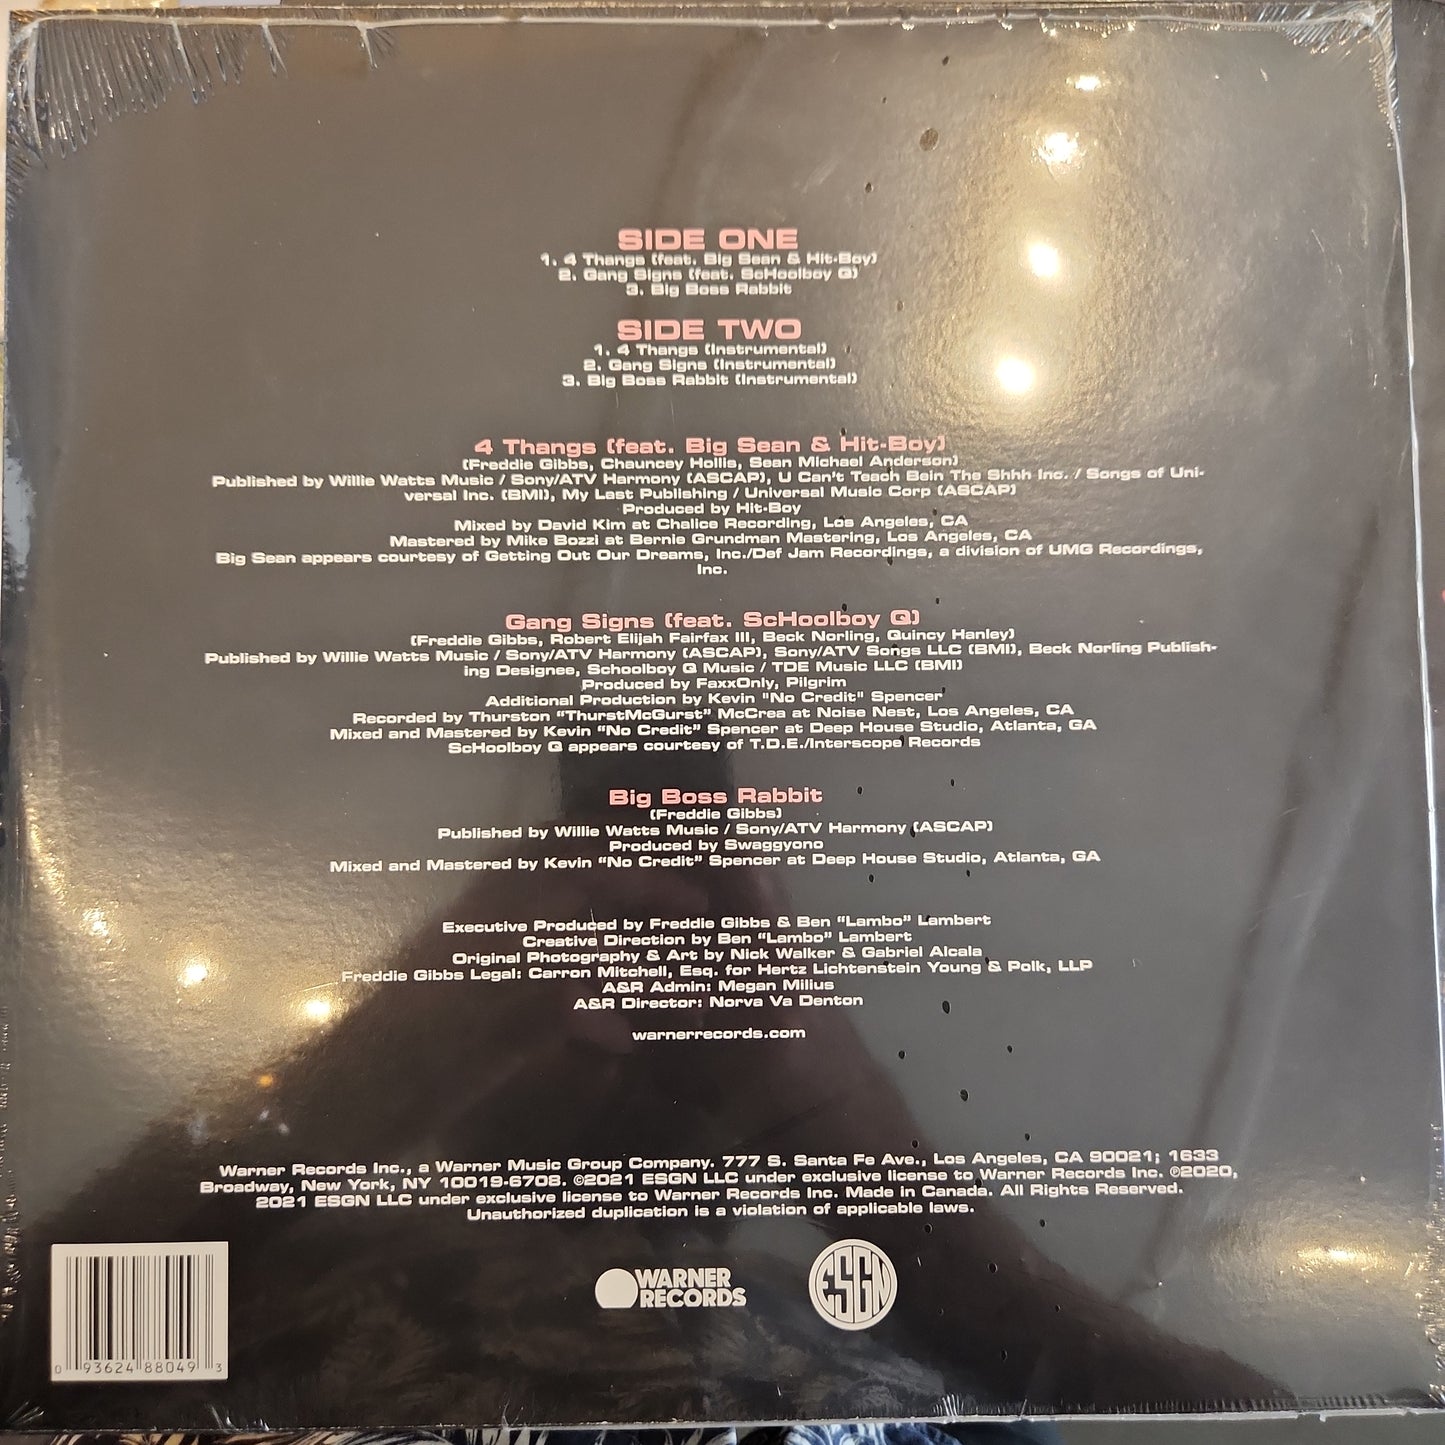 SIDE ONE
1. 4 Thangs (feat. Big Sean & Hit-Boy)
2. Gang Signs (feat. ScHoolboy Q)
3. Big Boss Rabbit
SIDE TWO
1. 4 Thangs (Instrumental)
2. Gang Signs (Instrumental)
3. Big Boss Rabbit (Instrumental)
4 Thangs (feat. Big Sean & Hit-Boy)
(Freddie Gibbs, Chauncey Hollis, Sean Michael Anderson)
Published by Willie Watts Music / Sony/ATV Harmony (ASCAP), U Can't Teach Bein The Shhh Inc. / Songs of Uni-
versal Inc. (BMI), My Last Publishing / Universal Music Corp (ASCAP)
Produced by Hit-Boy
Mixed by David Kim at Chalice Recording, Los Angeles, CA
Mastered by Mike Bozzi at Bernie Grundman Mastering, Los Angeles, CA
Big Sean appears courtesy of Getting Out Our Dreams, Inc./Def Jam Recordings, a division of UMG Recordings,
Inc.
Gang Signs (feat. ScHoolboy Q)
(Freddie Gibbs, Robert Elijah Fairfax III, Beck Norling, Quincy Hanley)
Published by Willie Watts Music / Sony/ATV Harmony (ASCAP), Sony/ATV Songs LLC (BMI), Beck Norling Publish-
ing Designee, Schoolboy Q Music / TDE Music LLC (BMI)
Produced by FaxxOnly, Pilgrim
Additional Production by Kevin "No Credit" Spencer
Recorded by Thurston “ThurstMcGurst” McCrea at Noise Nest, Los Angeles, CA
Mixed and Mastered by Kevin “No Credit” Spencer at Deep House Studio, Atlanta, GA
ScHoolboy Q appears courtesy of T.D.E./Interscope Records
Big Boss Rabbit
(Freddie Gibbs)
Published by Willie Watts Music / Sony/ATV Harmony (ASCAP)
Produced by Swaggyono
Mixed and Mastered by Kevin “No Credit” Spencer at Deep House Studio, Atlanta, GA
Executive Produced by Freddie Gibbs & Ben “Lambo” Lambert
Creative Direction by Ben “Lambo” Lambert
Original Photography & Art by Nick Walker & Gabriel Alcala
Freddie Gibbs Legal: Carron Mitchell, Esq. for Hertz Lichtenstein Young & Polk, LLP
A&R Admin: Megan Milius
A&R Director: Norva Va Denton
warnerrecords.com
Warner Records Inc., a Warner Music Group Company. 777 S. Santa Fe Ave., Los Angeles, CA 90021; 1633
Broadway, New York, NY 10019-6708. ©2021 ESGN LLC under exclusive license to Warner Records Inc. ℗2020,
2021 ESGN LLC under exclusive license to Warner Records Inc. Made in Canada. All Rights Reserved.
Unauthorized duplication is a violation of applicable laws.
WARNER
RECORDS
ESGN
0 93624 88049 3